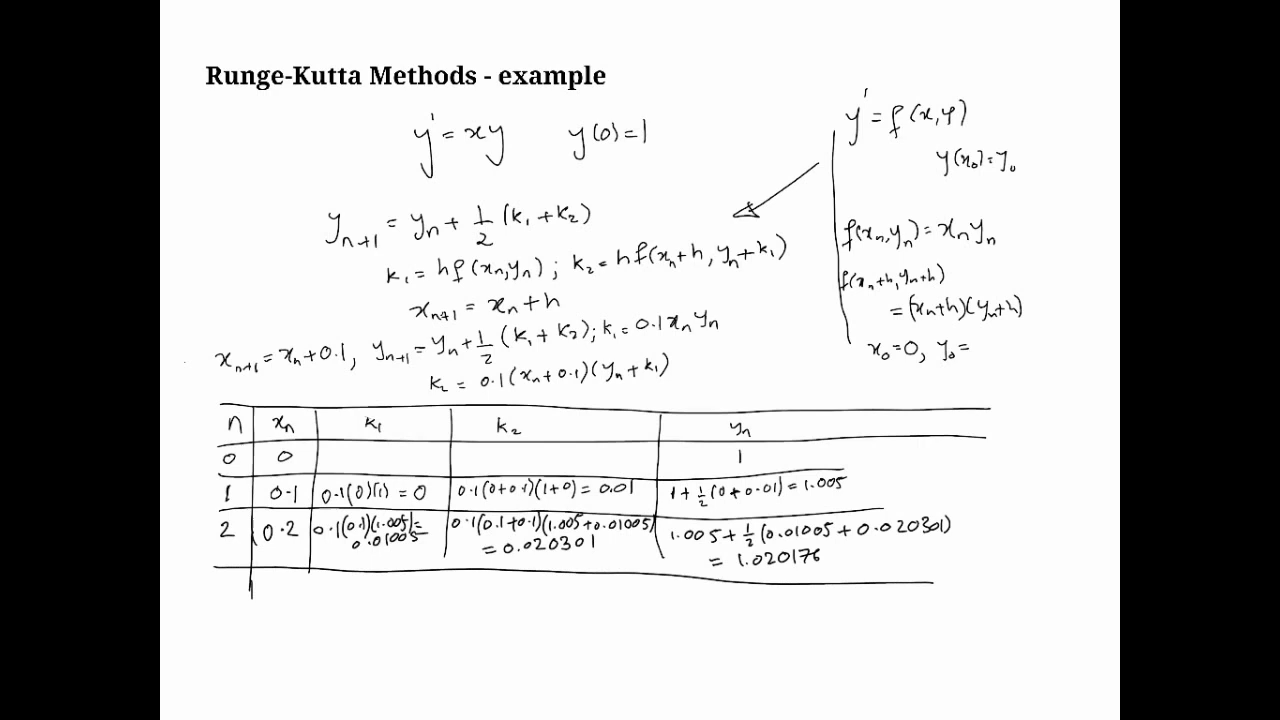 Runge-Kutta Methods - example
y' = xy y(0)=1
y' = f(x,y)
y(x₀)=y₀
yₙ₊₁ = yₙ + 1/2 (k₁ + k₂)
k₁ = hf(xₙ,yₙ) ; k₂ = hf(xₙ+h, yₙ+k₁)
xₙ₊₁ = xₙ + h
f(xₙ,yₙ) = xₙyₙ
f(xₙ+h, yₙ+h)
= (xₙ+h)(yₙ+h)
x₀=0, y₀=
xₙ₊₁ = xₙ + 0.1, yₙ₊₁ = yₙ + 1/2 (k₁ + k₂); k₁ = 0.1xₙyₙ
k₂ = 0.1(xₙ+0.1)(yₙ+k₁)
n xₙ k₁ k₂ yₙ
0 0 1
1 0.1 0.1(0)(1) = 0 0.1(0+0.1)(1+0) = 0.01 1+1/2(0+0.01) = 1.005
2 0.2 0.1(0.1)(1.005)= 0.01005 0.1(0.1+0.1)(1.005+0.01005) = 0.020301 1.005+1/2(0.01005+0.020301) = 1.020176